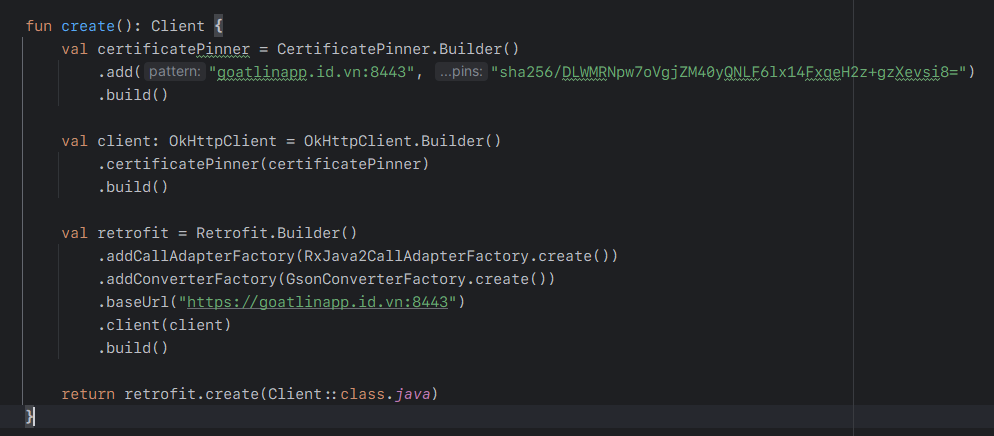 fun create(): Client {
    val certificatePinner = CertificatePinner.Builder()
        .add( pattern: "goatlinapp.id.vn:8443", ...pins: "sha256/DLWMRNpw7oVgjZM40yQNLF6lx14FxqeH2z+gzXevsi8=")
        .build()

    val client: OkHttpClient = OkHttpClient.Builder()
        .certificatePinner(certificatePinner)
        .build()

    val retrofit = Retrofit.Builder()
        .addCallAdapterFactory(RxJava2CallAdapterFactory.create())
        .addConverterFactory(GsonConverterFactory.create())
        .baseUrl("https://goatlinapp.id.vn:8443")
        .client(client)
        .build()

    return retrofit.create(Client::class.java)
}